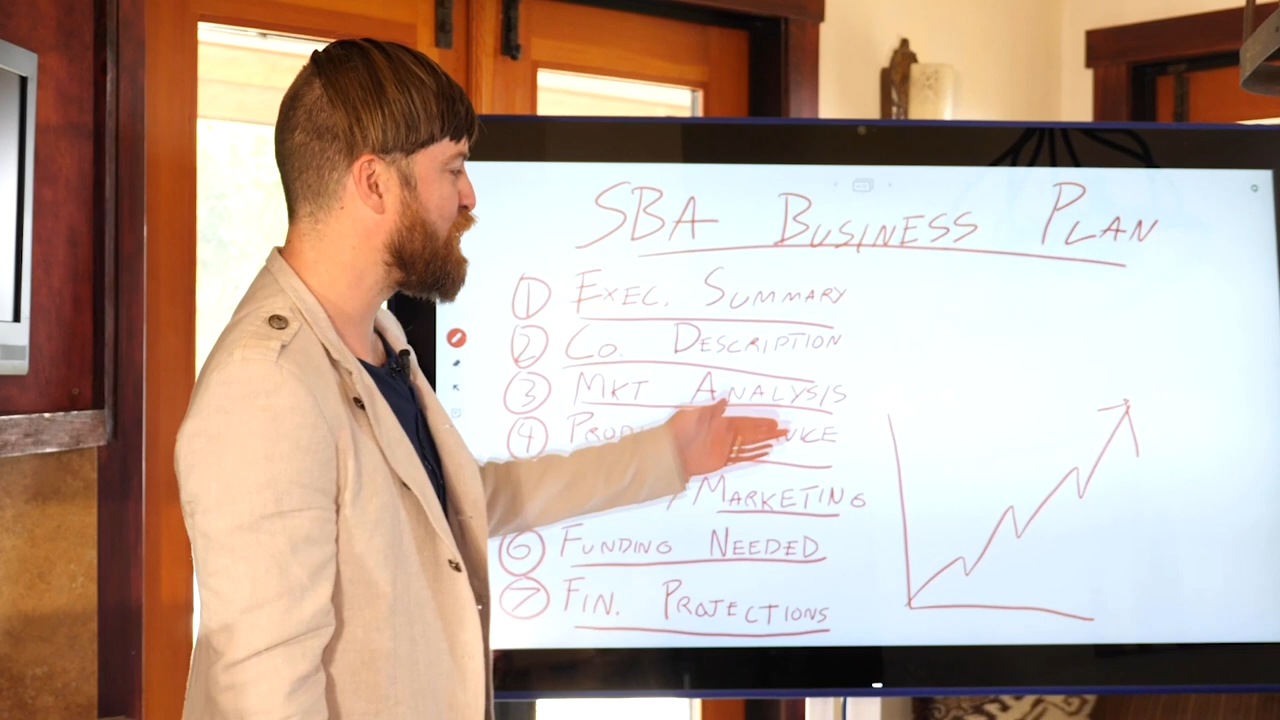 SBA BUSINESS PLAN
1 EXEC. SUMMARY
2 CO. DESCRIPTION
3 MKT ANALYSIS
4
/MARKETING
6 FUNDING NEEDED
7 FIN. PROJECTIONS